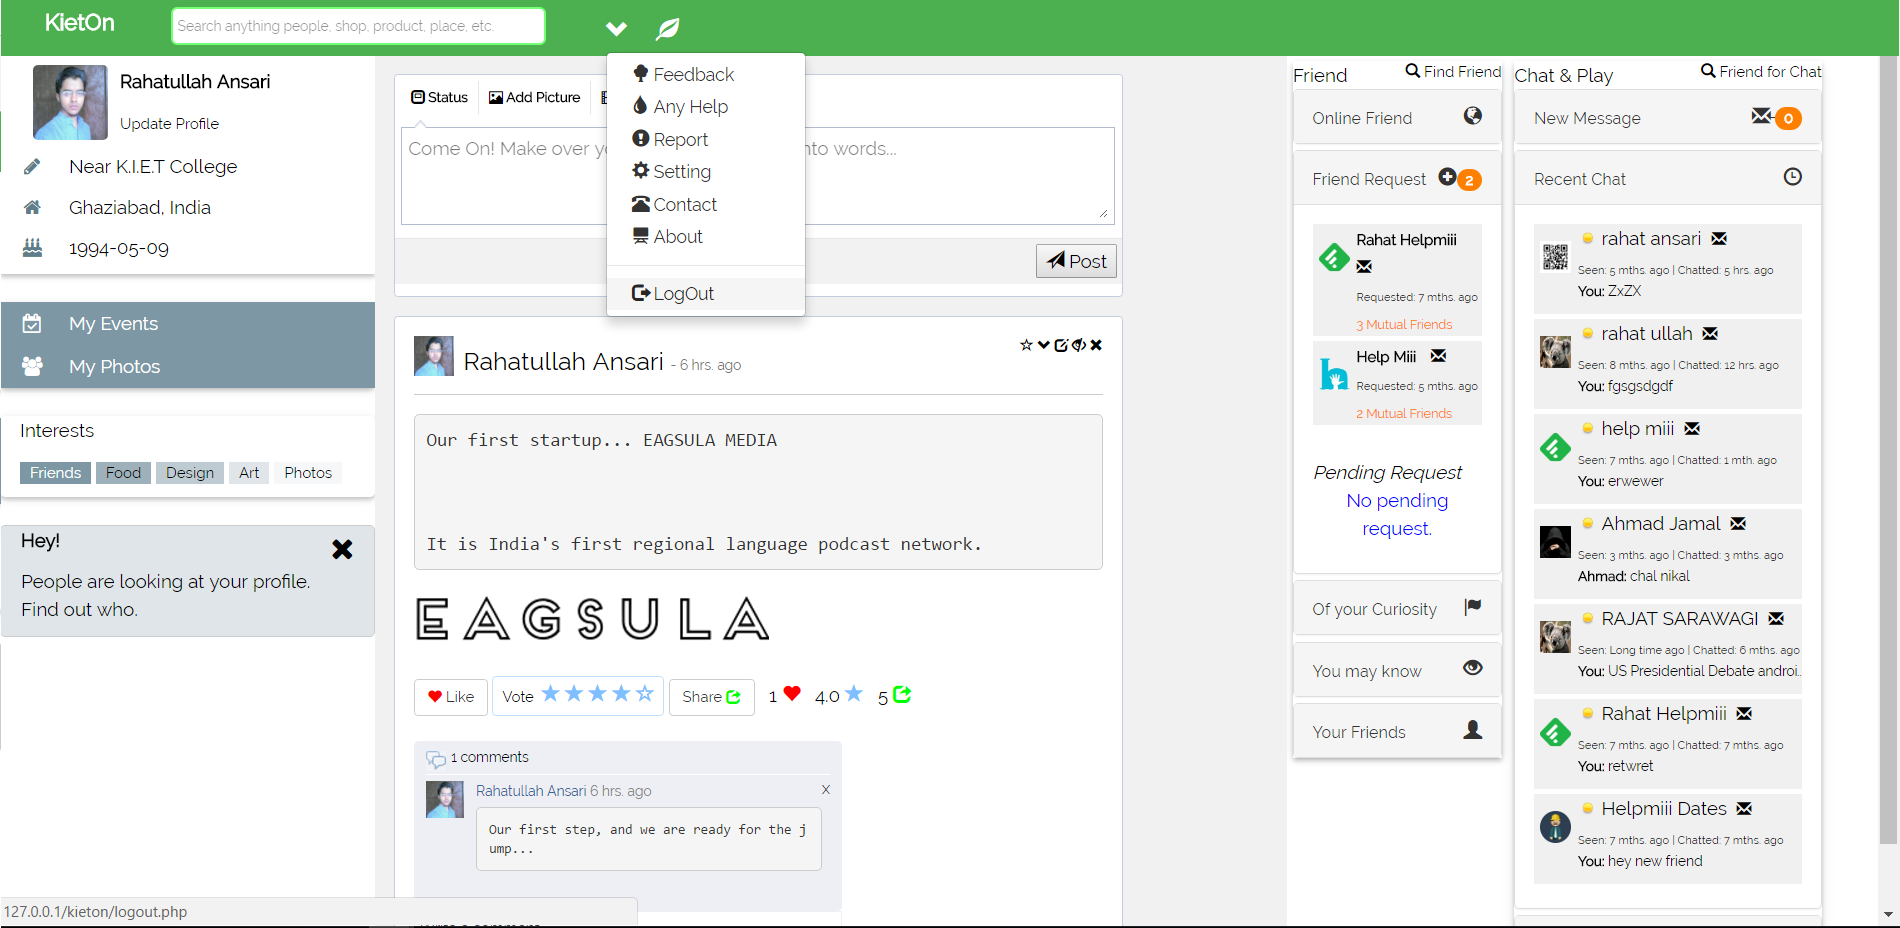 KietOn
Search anything people, shop, product, place, etc.
Rahatullah Ansari
Update Profile
Near K.I.E.T College
Ghaziabad, India
1994-05-09
My Events
My Photos
Interests
Friends Food Design Art Photos
Hey!
People are looking at your profile.
Find out who.
127.0.0.1/kieton/logout.php
Status Add Picture
Come On! Make over y
nto words...
Post
Feedback
Any Help
Report
Setting
Contact
About
LogOut
Rahatullah Ansari - 6 hrs. ago
Our first startup... EAGSULA MEDIA
It is India's first regional language podcast network.
EAGSULA
Like Vote Share 1 4.0 5
1 comments
Rahatullah Ansari 6 hrs. ago X
Our first step, and we are ready for the j
ump...
Friend Find Friend
Online Friend
Friend Request 2
Rahat Helpmiii
Requested: 7 mths. ago
3 Mutual Friends
Help Miii
Requested: 5 mths. ago
2 Mutual Friends
Pending Request
No pending
request.
Of your Curiosity
You may know
Your Friends
Chat & Play Friend for Chat
New Message 0
Recent Chat
rahat ansari
Seen: 5 mths. ago | Chatted: 5 hrs. ago
You: ZxZX
rahat ullah
Seen: 8 mths. ago | Chatted: 12 hrs. ago
You: fgsgsdgdf
help miii
Seen: 7 mths. ago | Chatted: 1 mth. ago
You: erwewer
Ahmad Jamal
Seen: 3 mths. ago | Chatted: 3 mths. ago
Ahmad: chal nikal
RAJAT SARAWAGI
Seen: Long time ago | Chatted: 6 mths. ago
You: US Presidential Debate androi..
Rahat Helpmiii
Seen: 7 mths. ago | Chatted: 7 mths. ago
You: retwret
Helpmiii Dates
Seen: 7 mths. ago | Chatted: 7 mths. ago
You: hey new friend